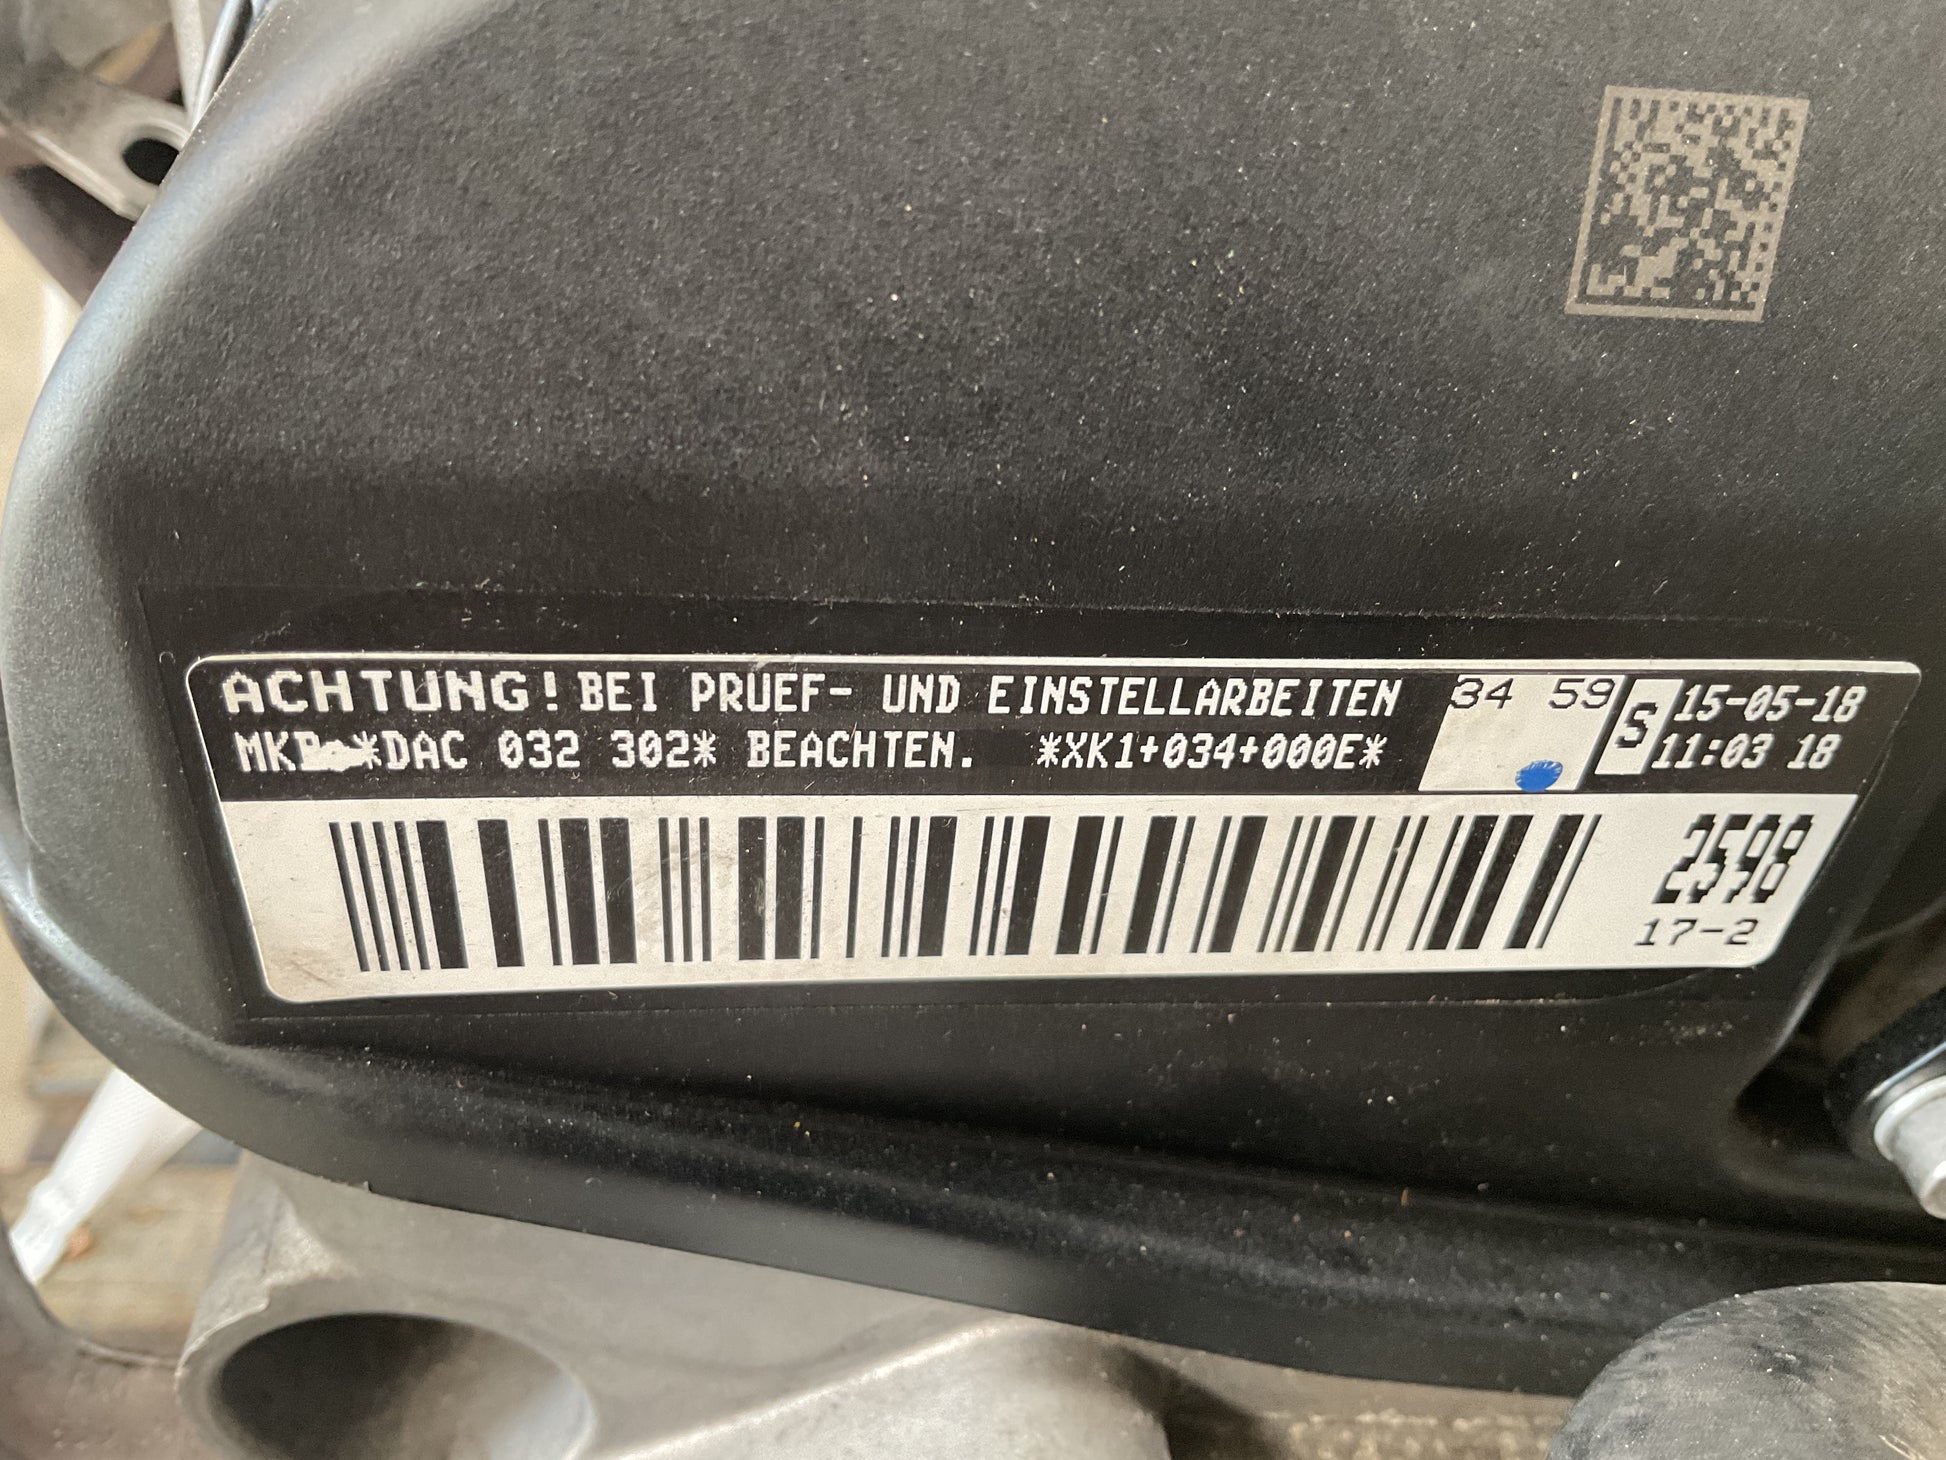 ACHTUNG! BEI PRUEF- UND EINSTELLARBEITEN 34 59 S 15-05-18
*DAC 032 302* BEACHTEN. *XK1+034+000E* 11:03 18
2598
17-2